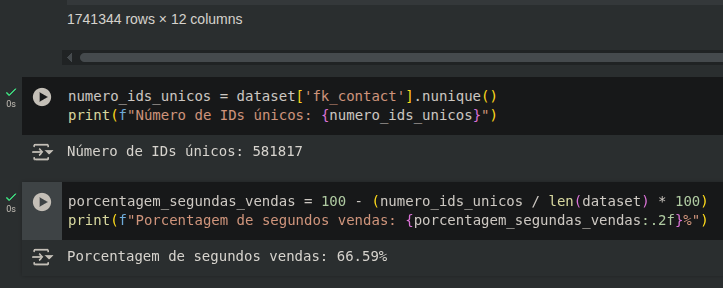 1741344 rows × 12 columns
0s
numero_ids_unicos = dataset['fk_contact'].nunique()
print(f"Número de IDs únicos: {numero_ids_unicos}")
Número de IDs únicos: 581817
0s
porcentagem_segundas_vendas = 100 - (numero_ids_unicos / len(dataset) * 100)
print(f"Porcentagem de segundos vendas: {porcentagem_segundas_vendas:.2f}%")
Porcentagem de segundos vendas: 66.59%